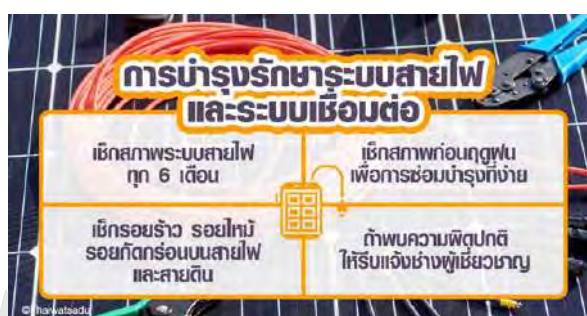 การบำรุงรักษาระบบสายไฟ
และระบบเชื่อมต่อ
เช็กสภาพระบบสายไฟ
ทุก 6 เดือน
เช็กสภาพก่อนฤดูฝน
เพื่อการซ่อมบำรุงที่ง่าย
เช็กรอยร้าว รอยไหม้
รอยกัดกร่อนบนสายไฟ
และสายดิน
ถ้าพบความผิดปกติ
ให้รีบแจ้งช่างผู้เชี่ยวชาญ
© thaiwatsadu